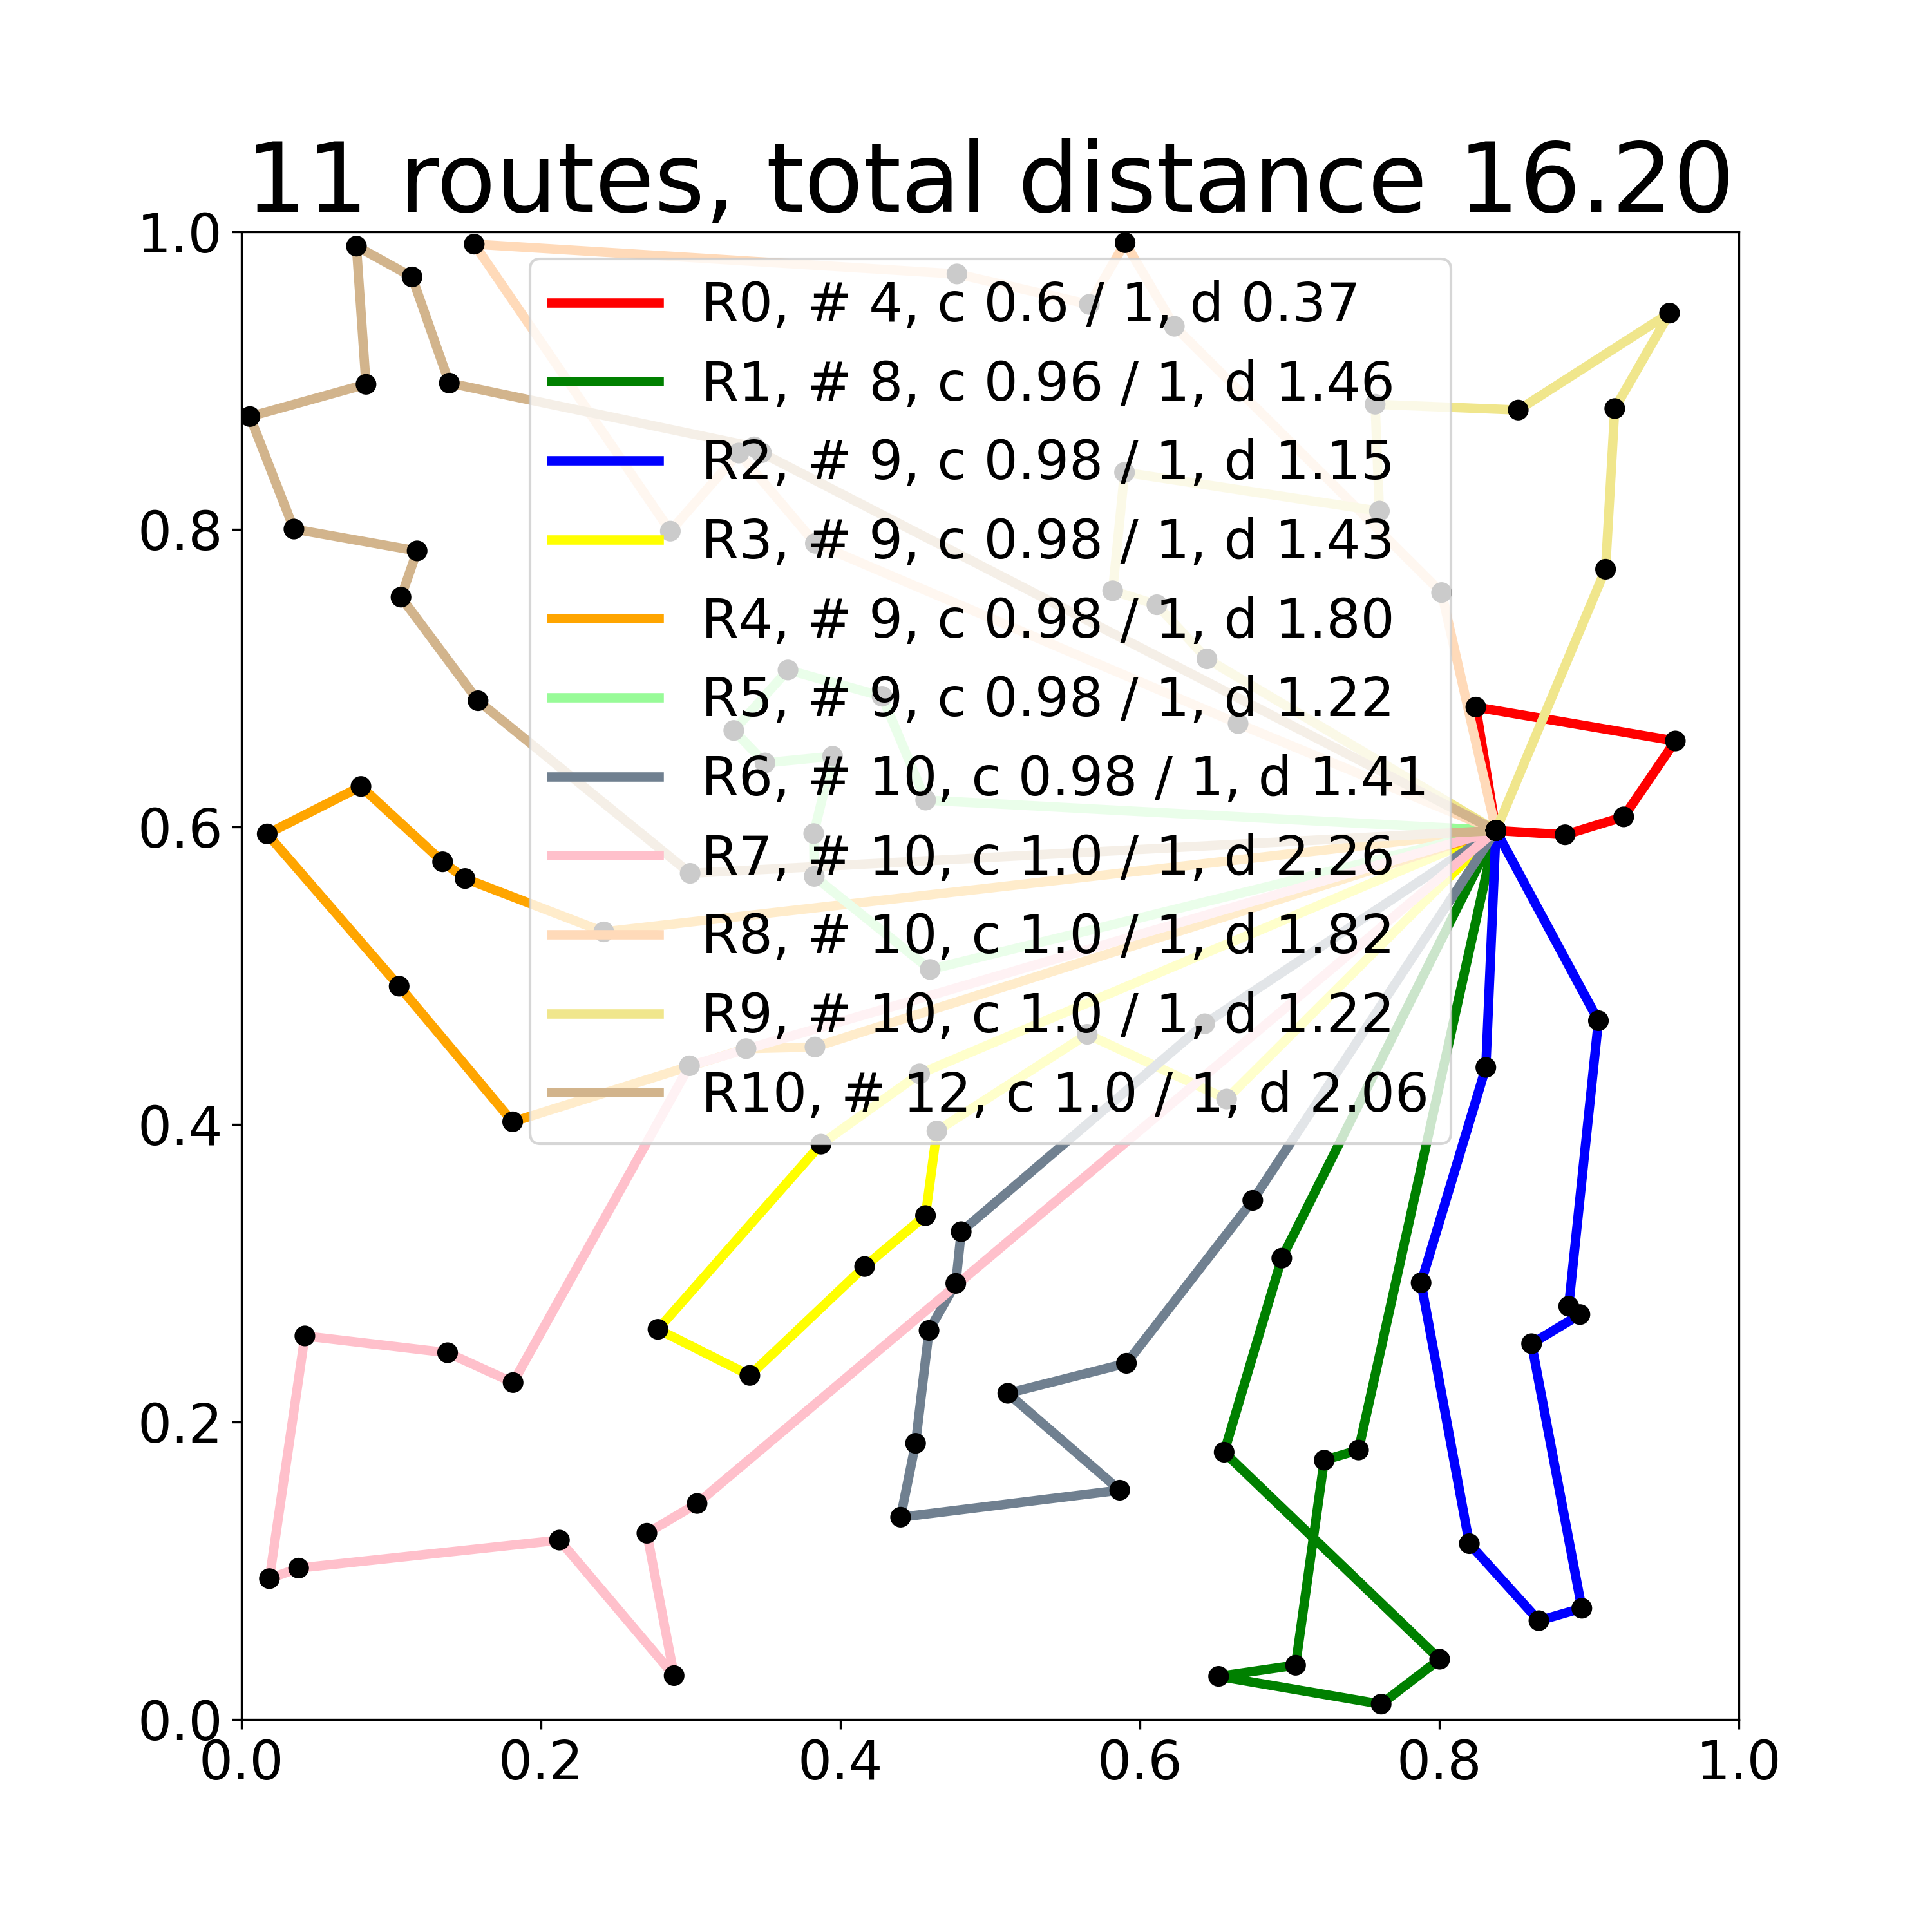 11 routes, total distance 16.20
1.0
0.8
0.6
0.4
0.2
0.0
R0, # 4, c 0.6 / 1, d 0.37
R1, # 8, c 0.96 / 1, d 1.46
R2, # 9, c 0.98 / 1, d 1.15
R3, # 9, c 0.98 / 1, d 1.43
R4, # 9, c 0.98 / 1, d 1.80
R5, # 9, c 0.98 / 1, d 1.22
R6, # 10, c 0.98 / 1, d 1.41
R7, # 10, c 1.0 / 1, d 2.26
R8, # 10, c 1.0 / 1, d 1.82
R9, # 10, c 1.0 / 1, d 1.22
R10, # 12, c 1.0 / 1, d 2.06
0.0 0.2 0.4 0.6 0.8 1.0